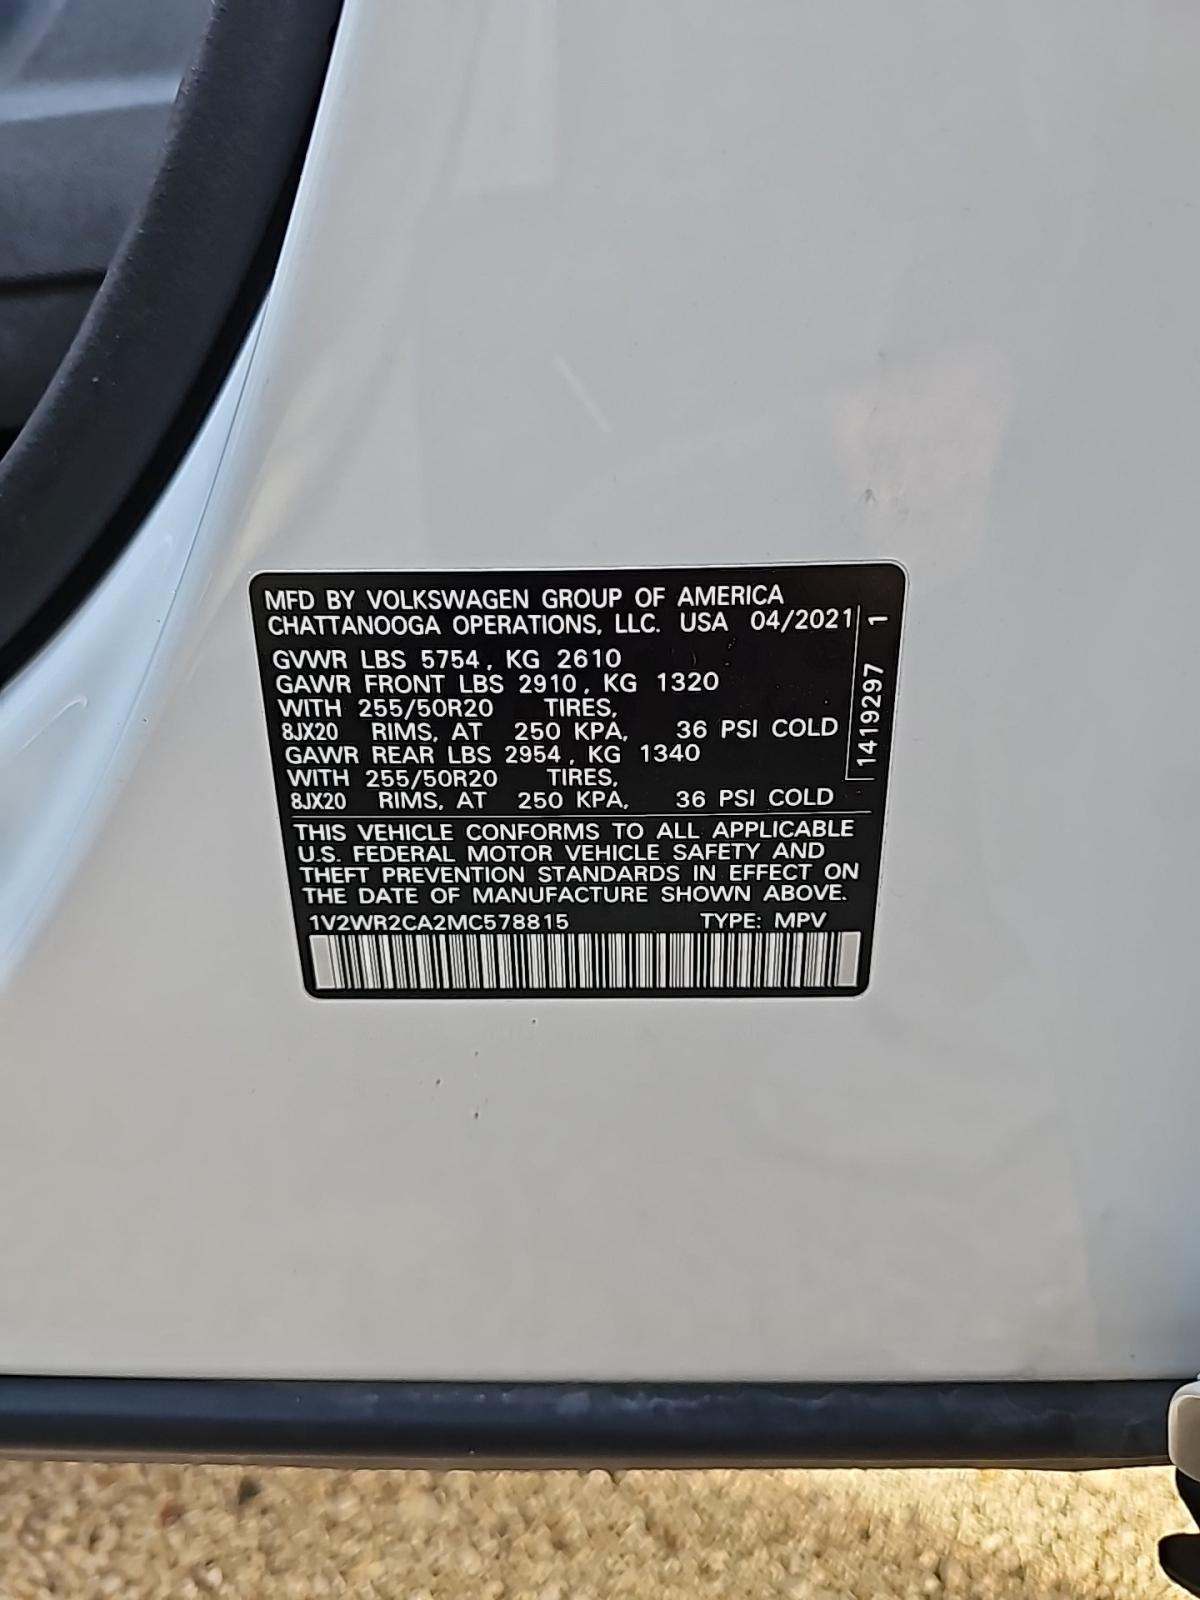 MFD BY VOLKSWAGEN GROUP OF AMERICA
CHATTANOOGA OPERATIONS, LLC. USA 04/2021
GVWR LBS 5754, KG 2610
GAWR FRONT LBS 2910, KG 1320
WITH 255/50R20 TIRES,
8JX20 RIMS, AT 250 KPA, 36 PSI COLD
GAWR REAR LBS 2954, KG 1340
WITH 255/50R20 TIRES,
8JX20 RIMS, AT 250 KPA, 36 PSI COLD
THIS VEHICLE CONFORMS TO ALL APPLICABLE
U.S. FEDERAL MOTOR VEHICLE SAFETY AND
THEFT PREVENTION STANDARDS IN EFFECT ON
THE DATE OF MANUFACTURE SHOWN ABOVE.
1V2WR2CA2MC578815 TYPE: MPV
1419297 1